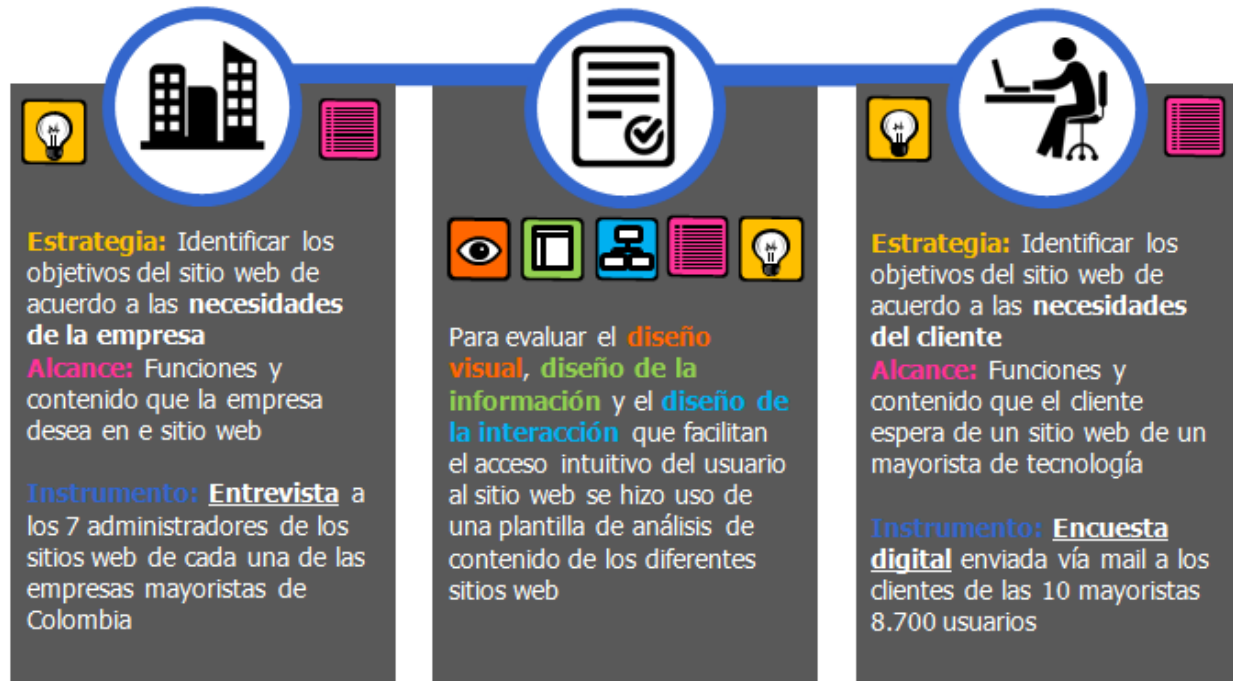 Estrategia: Identificar los
objetivos del sitio web de
acuerdo a las necesidades
de la empresa
Alcance: Funciones y
contenido que la empresa
desea en e sitio web
Instrumento: Entrevista a
los 7 administradores de los
sitios web de cada una de las
empresas mayoristas de
Colombia
Para evaluar el diseño
visual, diseño de la
información y el diseño de
la interacción que facilitan
el acceso intuitivo del usuario
al sitio web se hizo uso de
una plantilla de análisis de
contenido de los diferentes
sitios web
Estrategia: Identificar los
objetivos del sitio web de
acuerdo a las necesidades
del cliente
Alcance: Funciones y
contenido que el cliente
espera de un sitio web de un
mayorista de tecnología
Instrumento: Encuesta
digital enviada vía mail a los
clientes de las 10 mayoristas
8.700 usuarios